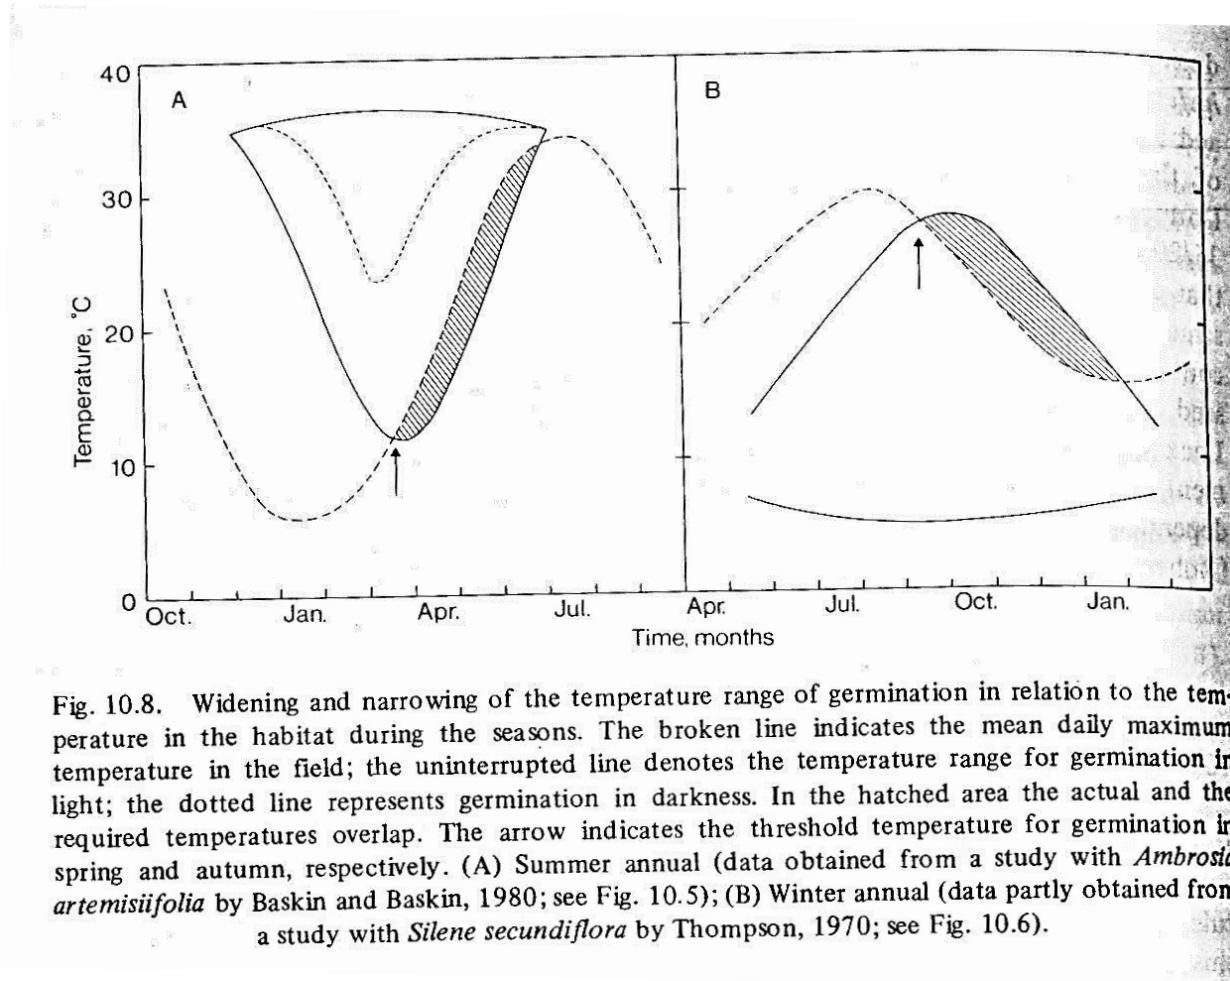 40
A
B
30
Temperature, °C
20
10
0
Oct.
Jan.
Apr.
Jul.
Apr.
Jul.
Oct.
Jan.
Time, months
Fig. 10.8. Widening and narrowing of the temperature range of germination in relation to the tem-
perature in the habitat during the seasons. The broken line indicates the mean daily maximum
temperature in the field; the uninterrupted line denotes the temperature range for germination in
light; the dotted line represents germination in darkness. In the hatched area the actual and the
required temperatures overlap. The arrow indicates the threshold temperature for germination in
spring and autumn, respectively. (A) Summer annual (data obtained from a study with Ambrosia
artemisiifolia by Baskin and Baskin, 1980; see Fig. 10.5); (B) Winter annual (data partly obtained from
a study with Silene secundiflora by Thompson, 1970; see Fig. 10.6).